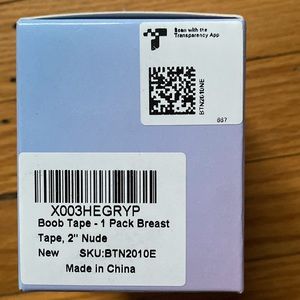 Scan with the
Transparency App
BTN2010NE
667
X003HEGRYP
Boob Tape - 1 Pack Breast
Tape, 2" Nude
New SKU:BTN2010E
Made in China